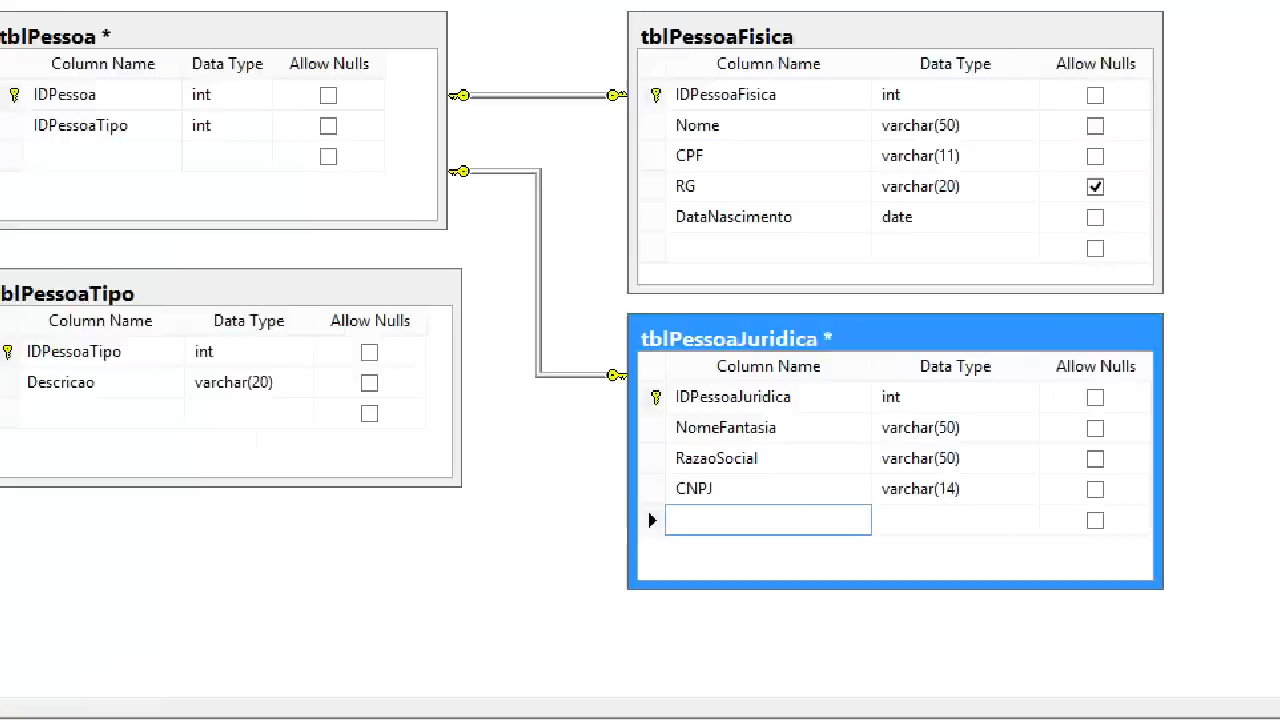 tblPessoa *
Column Name Data Type Allow Nulls
IDPessoa int
IDPessoaTipo int
tblPessoaFisica
Column Name Data Type Allow Nulls
IDPessoaFisica int
Nome varchar(50)
CPF varchar(11)
RG varchar(20)
DataNascimento date
blPessoaTipo
Column Name Data Type Allow Nulls
IDPessoaTipo int
Descricao varchar(20)
tblPessoaJuridica *
Column Name Data Type Allow Nulls
IDPessoaJuridica int
NomeFantasia varchar(50)
RazaoSocial varchar(50)
CNPJ varchar(14)